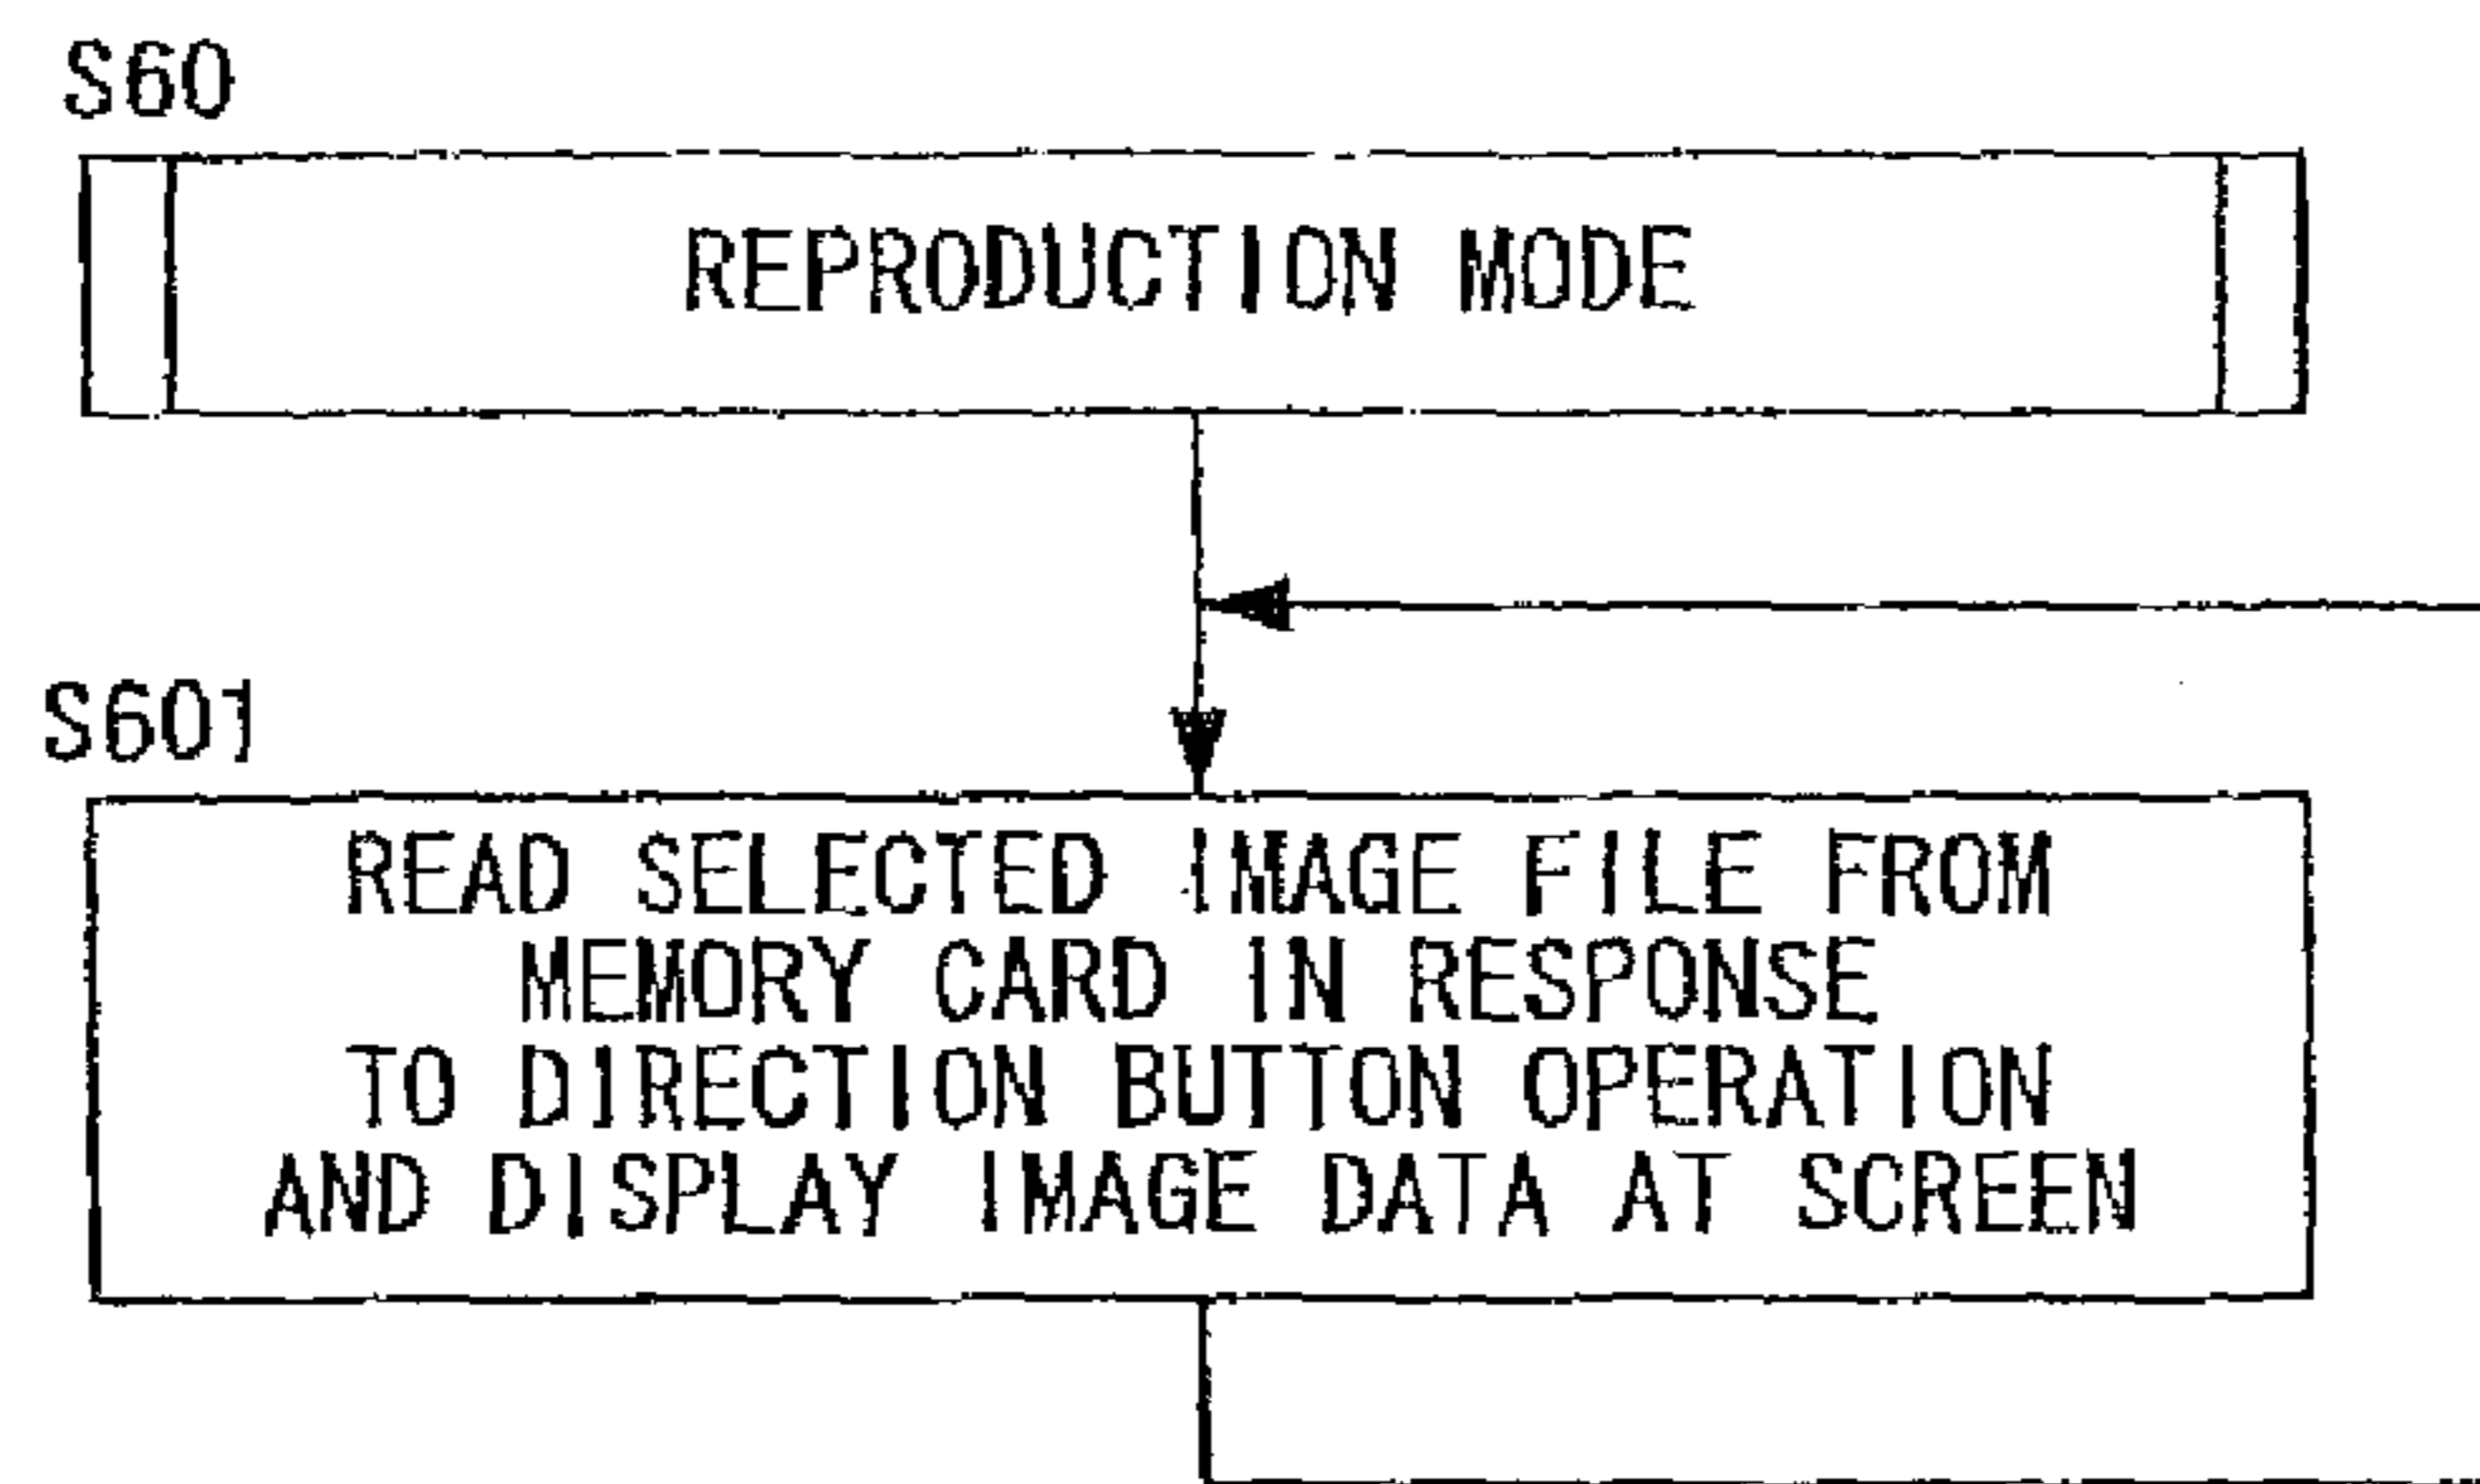 S60
REPRODUCTION MODE
S601
READ SELECTED IMAGE FILE FROM
MEMORY CARD IN RESPONSE
TO DIRECTION BUTTON OPERATION
AND DISPLAY IMAGE DATA AT SCREEN